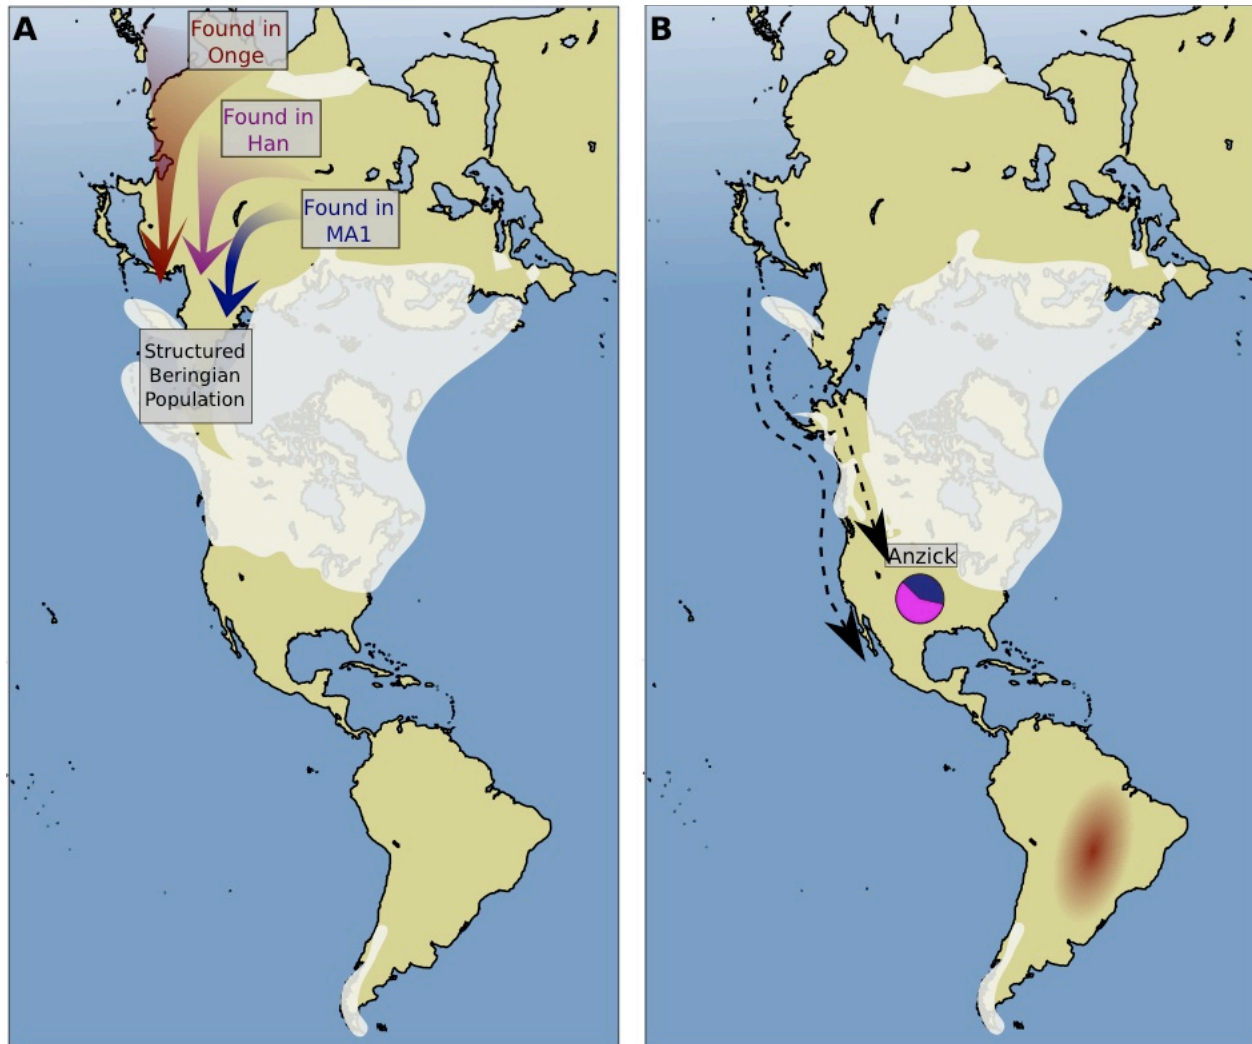 A
Found in
Onge
Found in
Han
Found in
MA1
Structured
Beringian
Population
B
Anzick